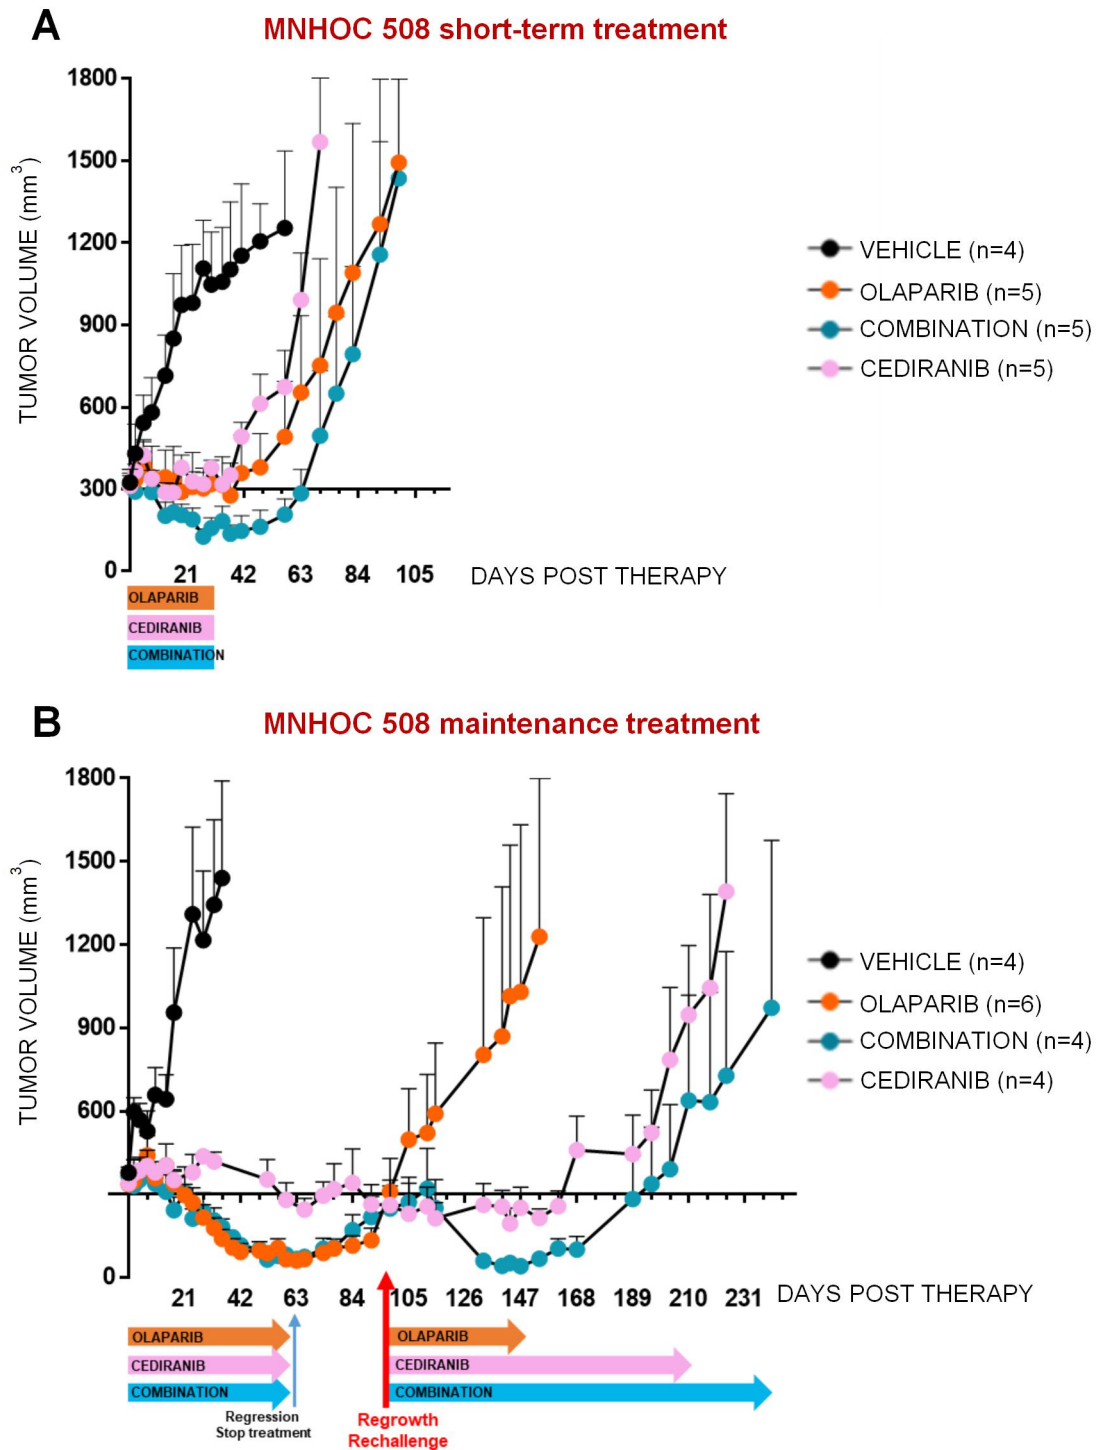 A
MNHOC 508 short-term treatment
1800
1500
1200
900
600
300
0
TUMOR VOLUME (mm³)
21 42 63 84 105
DAYS POST THERAPY
VEHICLE (n=4)
OLAPARIB (n=5)
COMBINATION (n=5)
CEDIRANIB (n=5)
OLAPARIB
CEDIRANIB
COMBINATION
B
MNHOC 508 maintenance treatment
1800
1500
1200
900
600
0
TUMOR VOLUME (mm³)
21 42 63 84 105 126 147 168 189 210 231
DAYS POST THERAPY
VEHICLE (n=4)
OLAPARIB (n=6)
COMBINATION (n=4)
CEDIRANIB (n=4)
OLAPARIB OLAPARIB
CEDIRANIB CEDIRANIB
COMBINATION COMBINATION
Regression
Stop treatment
Regrowth
Rechallenge